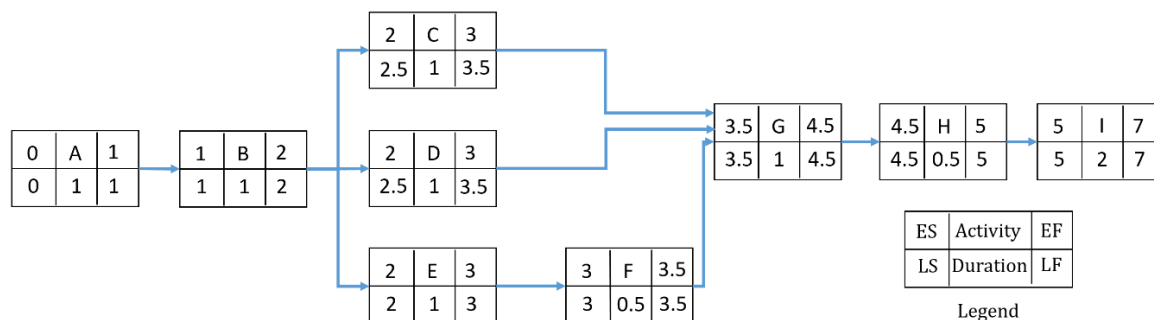 2 C 3
2.5 1 3.5
0 A 1
0 1 1
1 B 2
1 1 2
2 D 3
2.5 1 3.5
2 E 3
2 1 3
3 F 3.5
3 0.5 3.5
3.5 G 4.5
3.5 1 4.5
4.5 H 5
4.5 0.5 5
5 I 7
5 2 7
ES Activity EF
LS Duration LF
Legend